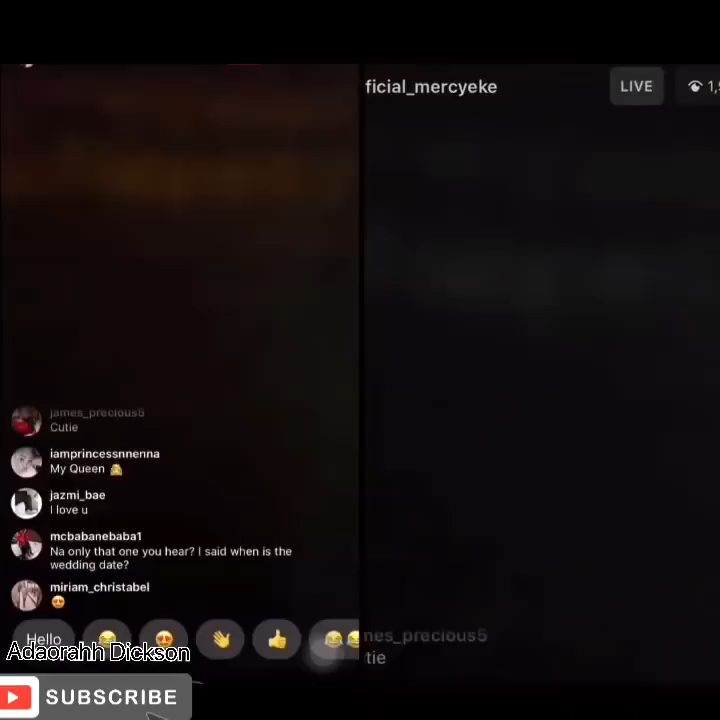 ficial_mercyeke
LIVE
james_precious5
Cutie
iamprincessnnenna
My Queen
jazmi_bae
I love u
mcbabanebaba1
Na only that one you hear? I said when is the
wedding date?
miriam_christabel
Hello
nes_precious5
tie
Adaorahh Dickson
SUBSCRIBE